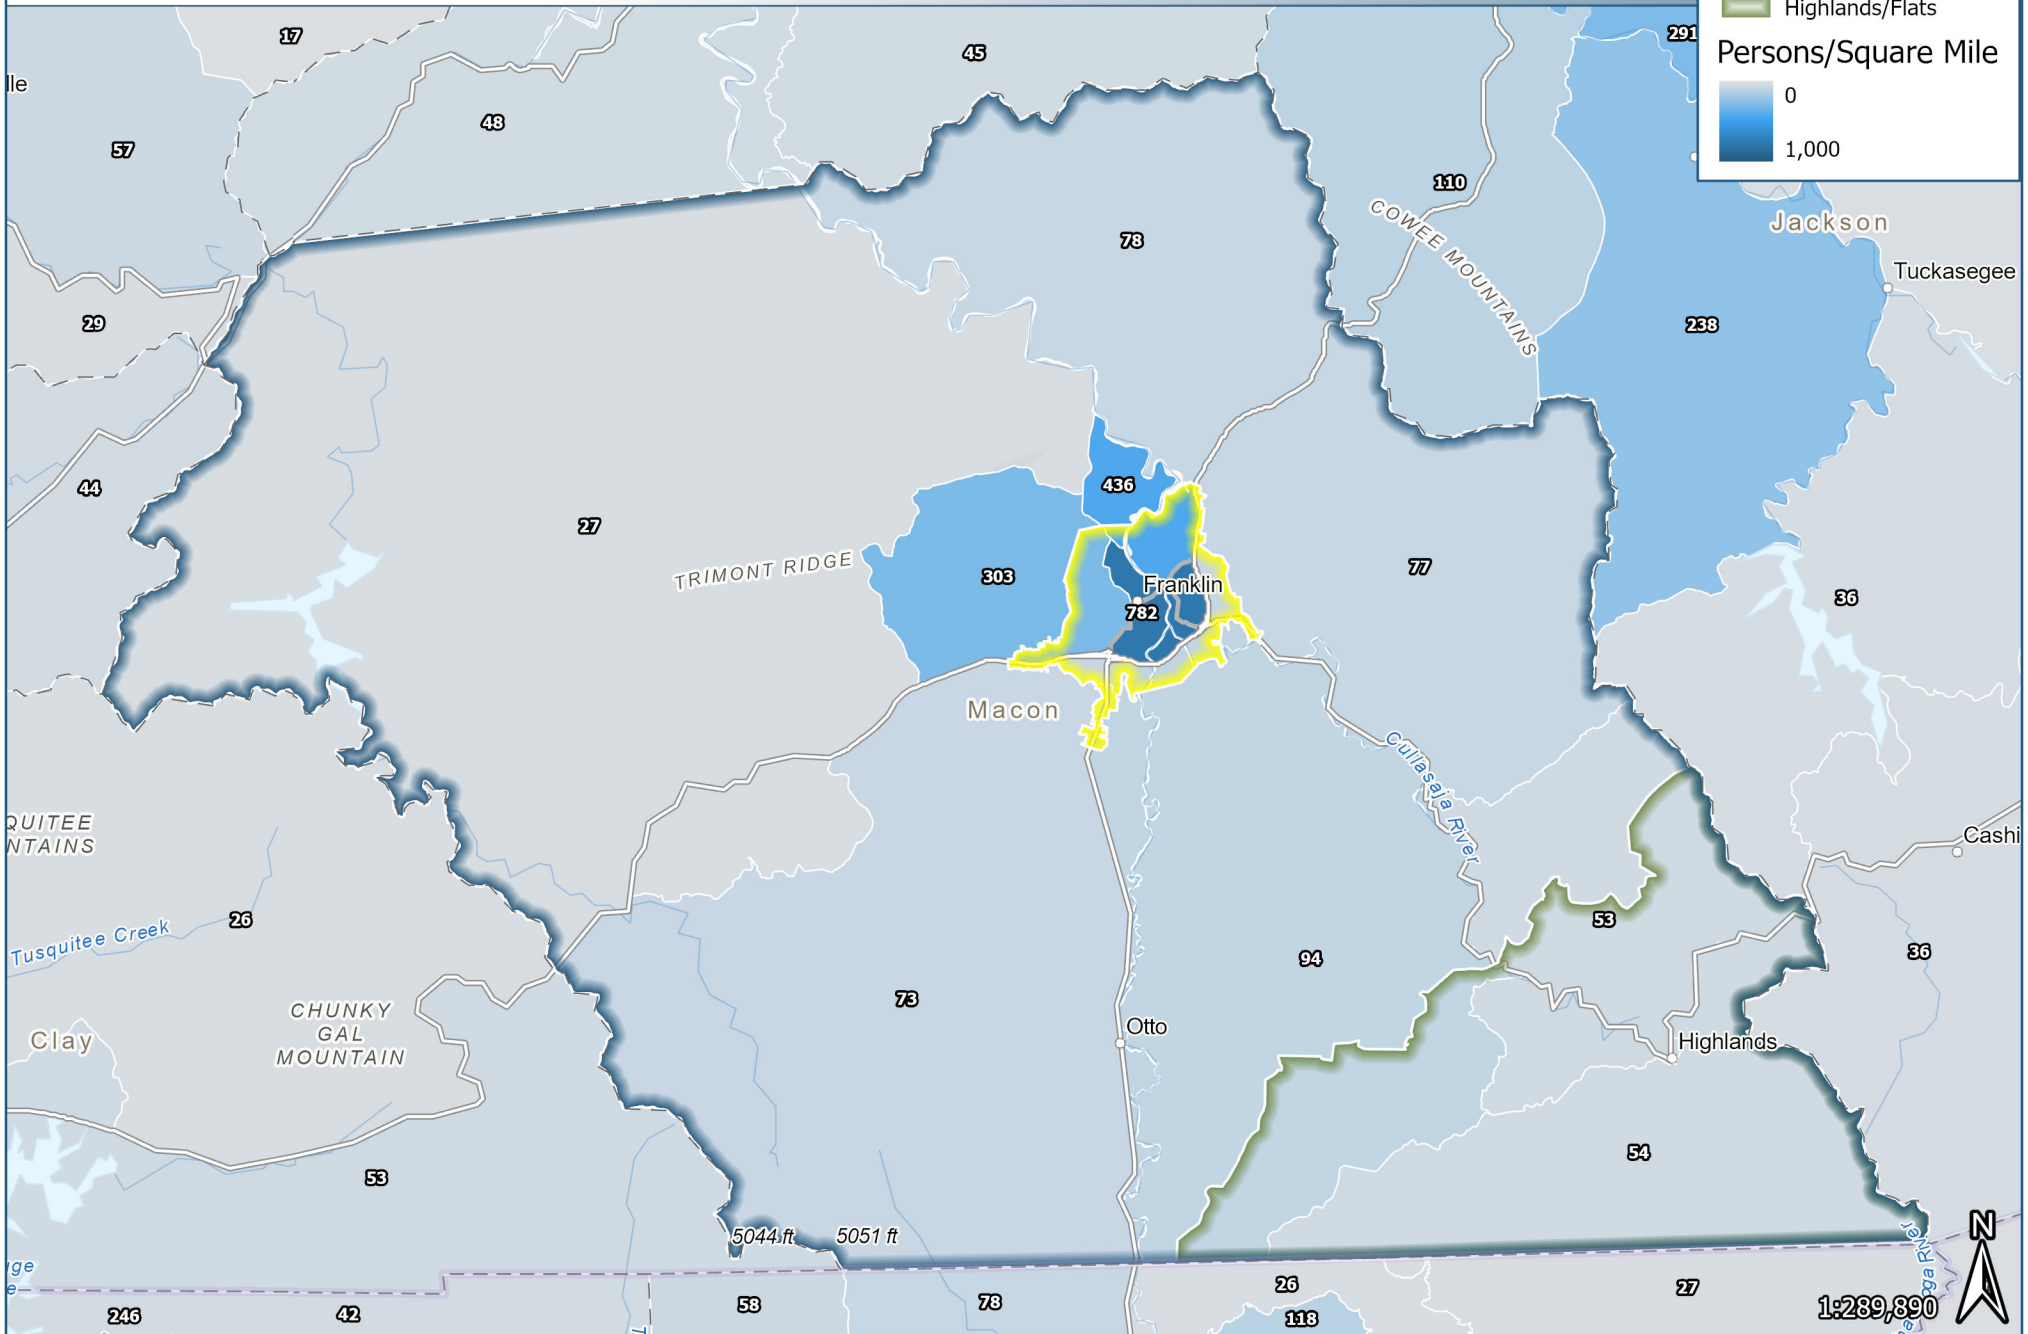 Highlands/Flats
Persons/Square Mile
0
1,000
17
45
lle
48
57
110
COWEE MOUNTAINS
Jackson
78
Tuckasegee
29
238
291
436
44
27
TRIMONT RIDGE
303
77
Franklin
782
36
Macon
Cullasaja River
QUITEE
NTAINS
Cashi
26
53
36
Tusquitee Creek
94
73
CHUNKY
GAL
MOUNTAIN
Clay
Otto
Highlands
54
53
5044 ft
5051 ft
N
uge
e
oga River
26
27
246
42
58
78
118
1:289,890